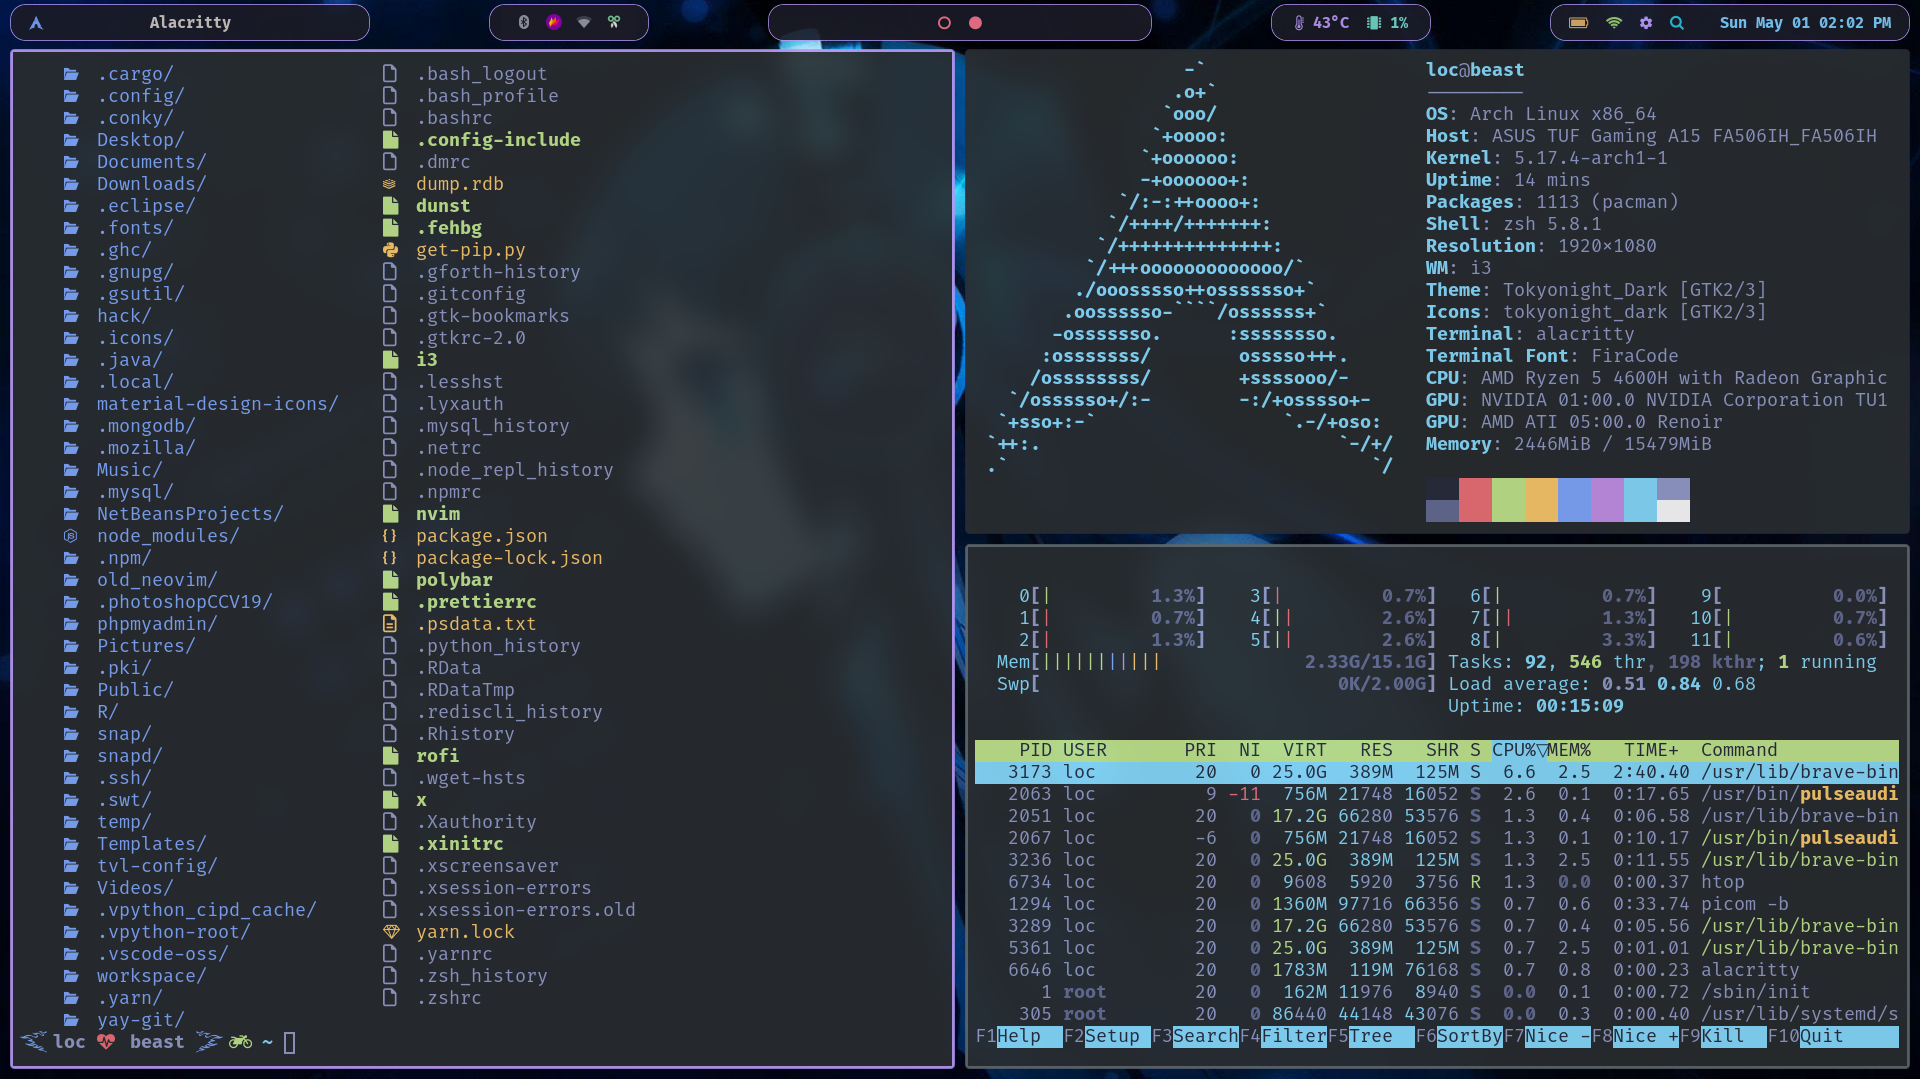 Alacritty
43°C 1%
Sun May 01 02:02 PM
.cargo/
.config/
.conky/
Desktop/
Documents/
Downloads/
.eclipse/
.fonts/
.ghc/
.gnupg/
.gsutil/
hack/
.icons/
.java/
.local/
material-design-icons/
.mongodb/
.mozilla/
Music/
.mysql/
NetBeansProjects/
node_modules/
.npm/
old_neovim/
.photoshopCCV19/
phpmyadmin/
Pictures/
.pki/
Public/
R/
snap/
snapd/
.ssh/
.swt/
temp/
Templates/
tvl-config/
Videos/
.vpython_cipd_cache/
.vpython-root/
.vscode-oss/
workspace/
.yarn/
yay-git/
.bash_logout
.bash_profile
.bashrc
.config-include
.dmrc
dump.rdb
dunst
.fehbg
get-pip.py
.gforth-history
.gitconfig
.gtk-bookmarks
.gtkrc-2.0
i3
.lesshst
.lyxauth
.mysql_history
.netrc
.node_repl_history
.npmrc
nvim
package.json
package-lock.json
polybar
.prettierrc
.psdata.txt
.python_history
.RData
.RDataTmp
.rediscli_history
.Rhistory
rofi
.wget-hsts
x
.Xauthority
.xinitrc
.xscreensaver
.xsession-errors
.xsession-errors.old
yarn.lock
.yarnrc
.zsh_history
.zshrc
loc beast ~
-`
.o+`
`ooo/
`+oooo:
`+oooooo:
-+oooooo+:
`/:-:++oooo+:
`/++++/+++++++:
`/++++++++++++++:
`/+++ooooooooooooo/`
./ooosssso++osssssso+`
.oossssso-````/ossssss+`
-osssssso.      :ssssssso.
:osssssss/        osssso+++.
/ossssssss/        +ssssooo/-
`/ossssso+/:-        -:/+osssso+-
`+sso+:-`                 `.-/+oso:
`++:.                           `-/+/
.`                                 `/
loc@beast
---------
OS: Arch Linux x86_64
Host: ASUS TUF Gaming A15 FA506IH_FA506IH
Kernel: 5.17.4-arch1-1
Uptime: 14 mins
Packages: 1113 (pacman)
Shell: zsh 5.8.1
Resolution: 1920×1080
WM: i3
Theme: Tokyonight_Dark [GTK2/3]
Icons: tokyonight_dark [GTK2/3]
Terminal: alacritty
Terminal Font: FiraCode
CPU: AMD Ryzen 5 4600H with Radeon Graphic
GPU: NVIDIA 01:00.0 NVIDIA Corporation TU1
GPU: AMD ATI 05:00.0 Renoir
Memory: 2446MiB / 15479MiB
0[| 1.3%] 3[| 0.7%] 6[| 0.7%] 9[ 0.0%]
1[| 0.7%] 4[|| 2.6%] 7[|| 1.3%] 10[| 0.7%]
2[| 1.3%] 5[|| 2.6%] 8[| 3.3%] 11[| 0.6%]
Mem[||||||||||| 2.33G/15.1G] Tasks: 92, 546 thr, 198 kthr; 1 running
Swp[ 0K/2.00G] Load average: 0.51 0.84 0.68
Uptime: 00:15:09
PID USER PRI NI VIRT RES SHR S CPU%▽MEM% TIME+ Command
3173 loc 20 0 25.0G 389M 125M S 6.6 2.5 2:40.40 /usr/lib/brave-bin
2063 loc 9 -11 756M 21748 16052 S 2.6 0.1 0:17.65 /usr/bin/pulseaudi
2051 loc 20 0 17.2G 66280 53576 S 1.3 0.4 0:06.58 /usr/lib/brave-bin
2067 loc -6 0 756M 21748 16052 S 1.3 0.1 0:10.17 /usr/bin/pulseaudi
3236 loc 20 0 25.0G 389M 125M S 1.3 2.5 0:11.55 /usr/lib/brave-bin
6734 loc 20 0 9608 5920 3756 R 1.3 0.0 0:00.37 htop
1294 loc 20 0 1360M 97716 66356 S 0.7 0.6 0:33.74 picom -b
3289 loc 20 0 17.2G 66280 53576 S 0.7 0.4 0:05.56 /usr/lib/brave-bin
5361 loc 20 0 25.0G 389M 125M S 0.7 2.5 0:01.01 /usr/lib/brave-bin
6646 loc 20 0 1783M 119M 76168 S 0.7 0.8 0:00.23 alacritty
1 root 20 0 162M 11976 8940 S 0.0 0.1 0:00.72 /sbin/init
305 root 20 0 86440 44148 43076 S 0.0 0.3 0:00.40 /usr/lib/systemd/s
F1Help F2Setup F3SearchF4FilterF5Tree F6SortByF7Nice -F8Nice +F9Kill F10Quit